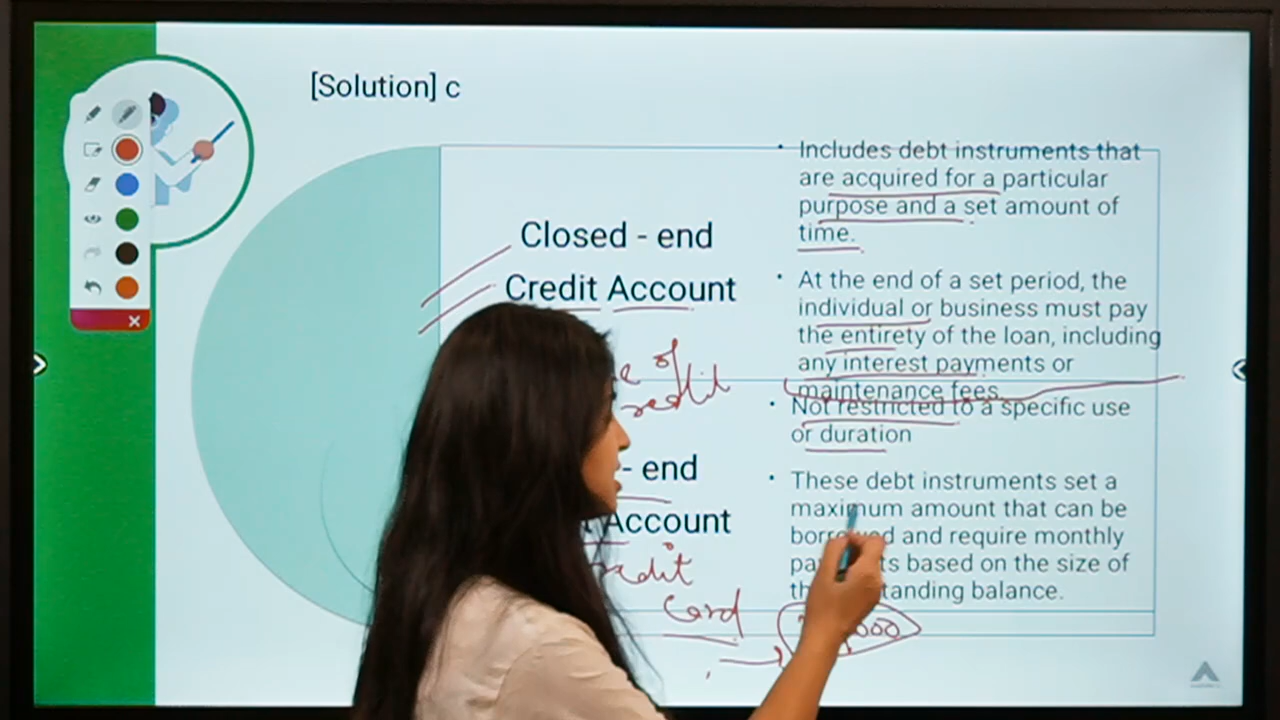 [Solution] c
Closed - end
Credit Account
of
- end
Account
Card
• Includes debt instruments that
are acquired for a particular
purpose and a set amount of
time.
• At the end of a set period, the
individual or business must pay
the entirety of the loan, including
any interest payments or
maintenance fees.
• Not restricted to a specific use
or duration
• These debt instruments set a
maximum amount that can be
and require monthly
based on the size of
balance.